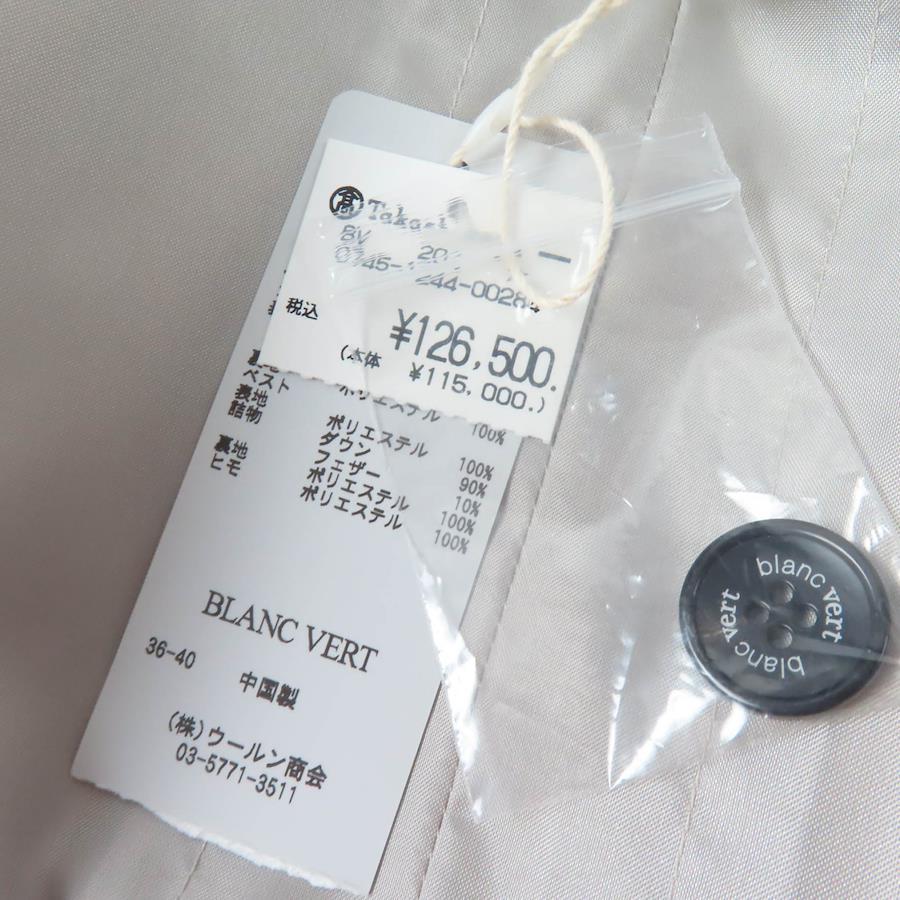 髙
BV 20
¥126,500.
税込
(本体 ¥115,000.)
ポリエステル 100%
ベスト
表地 ポリエステル 100%
詰物 ダウン 90%
フェザー 10%
裏地 ポリエステル 100%
ヒモ ポリエステル 100%
BLANC VERT
36-40
中国製
(株)ウールン商会
03-5771-3511
blanc vert
blanc vert